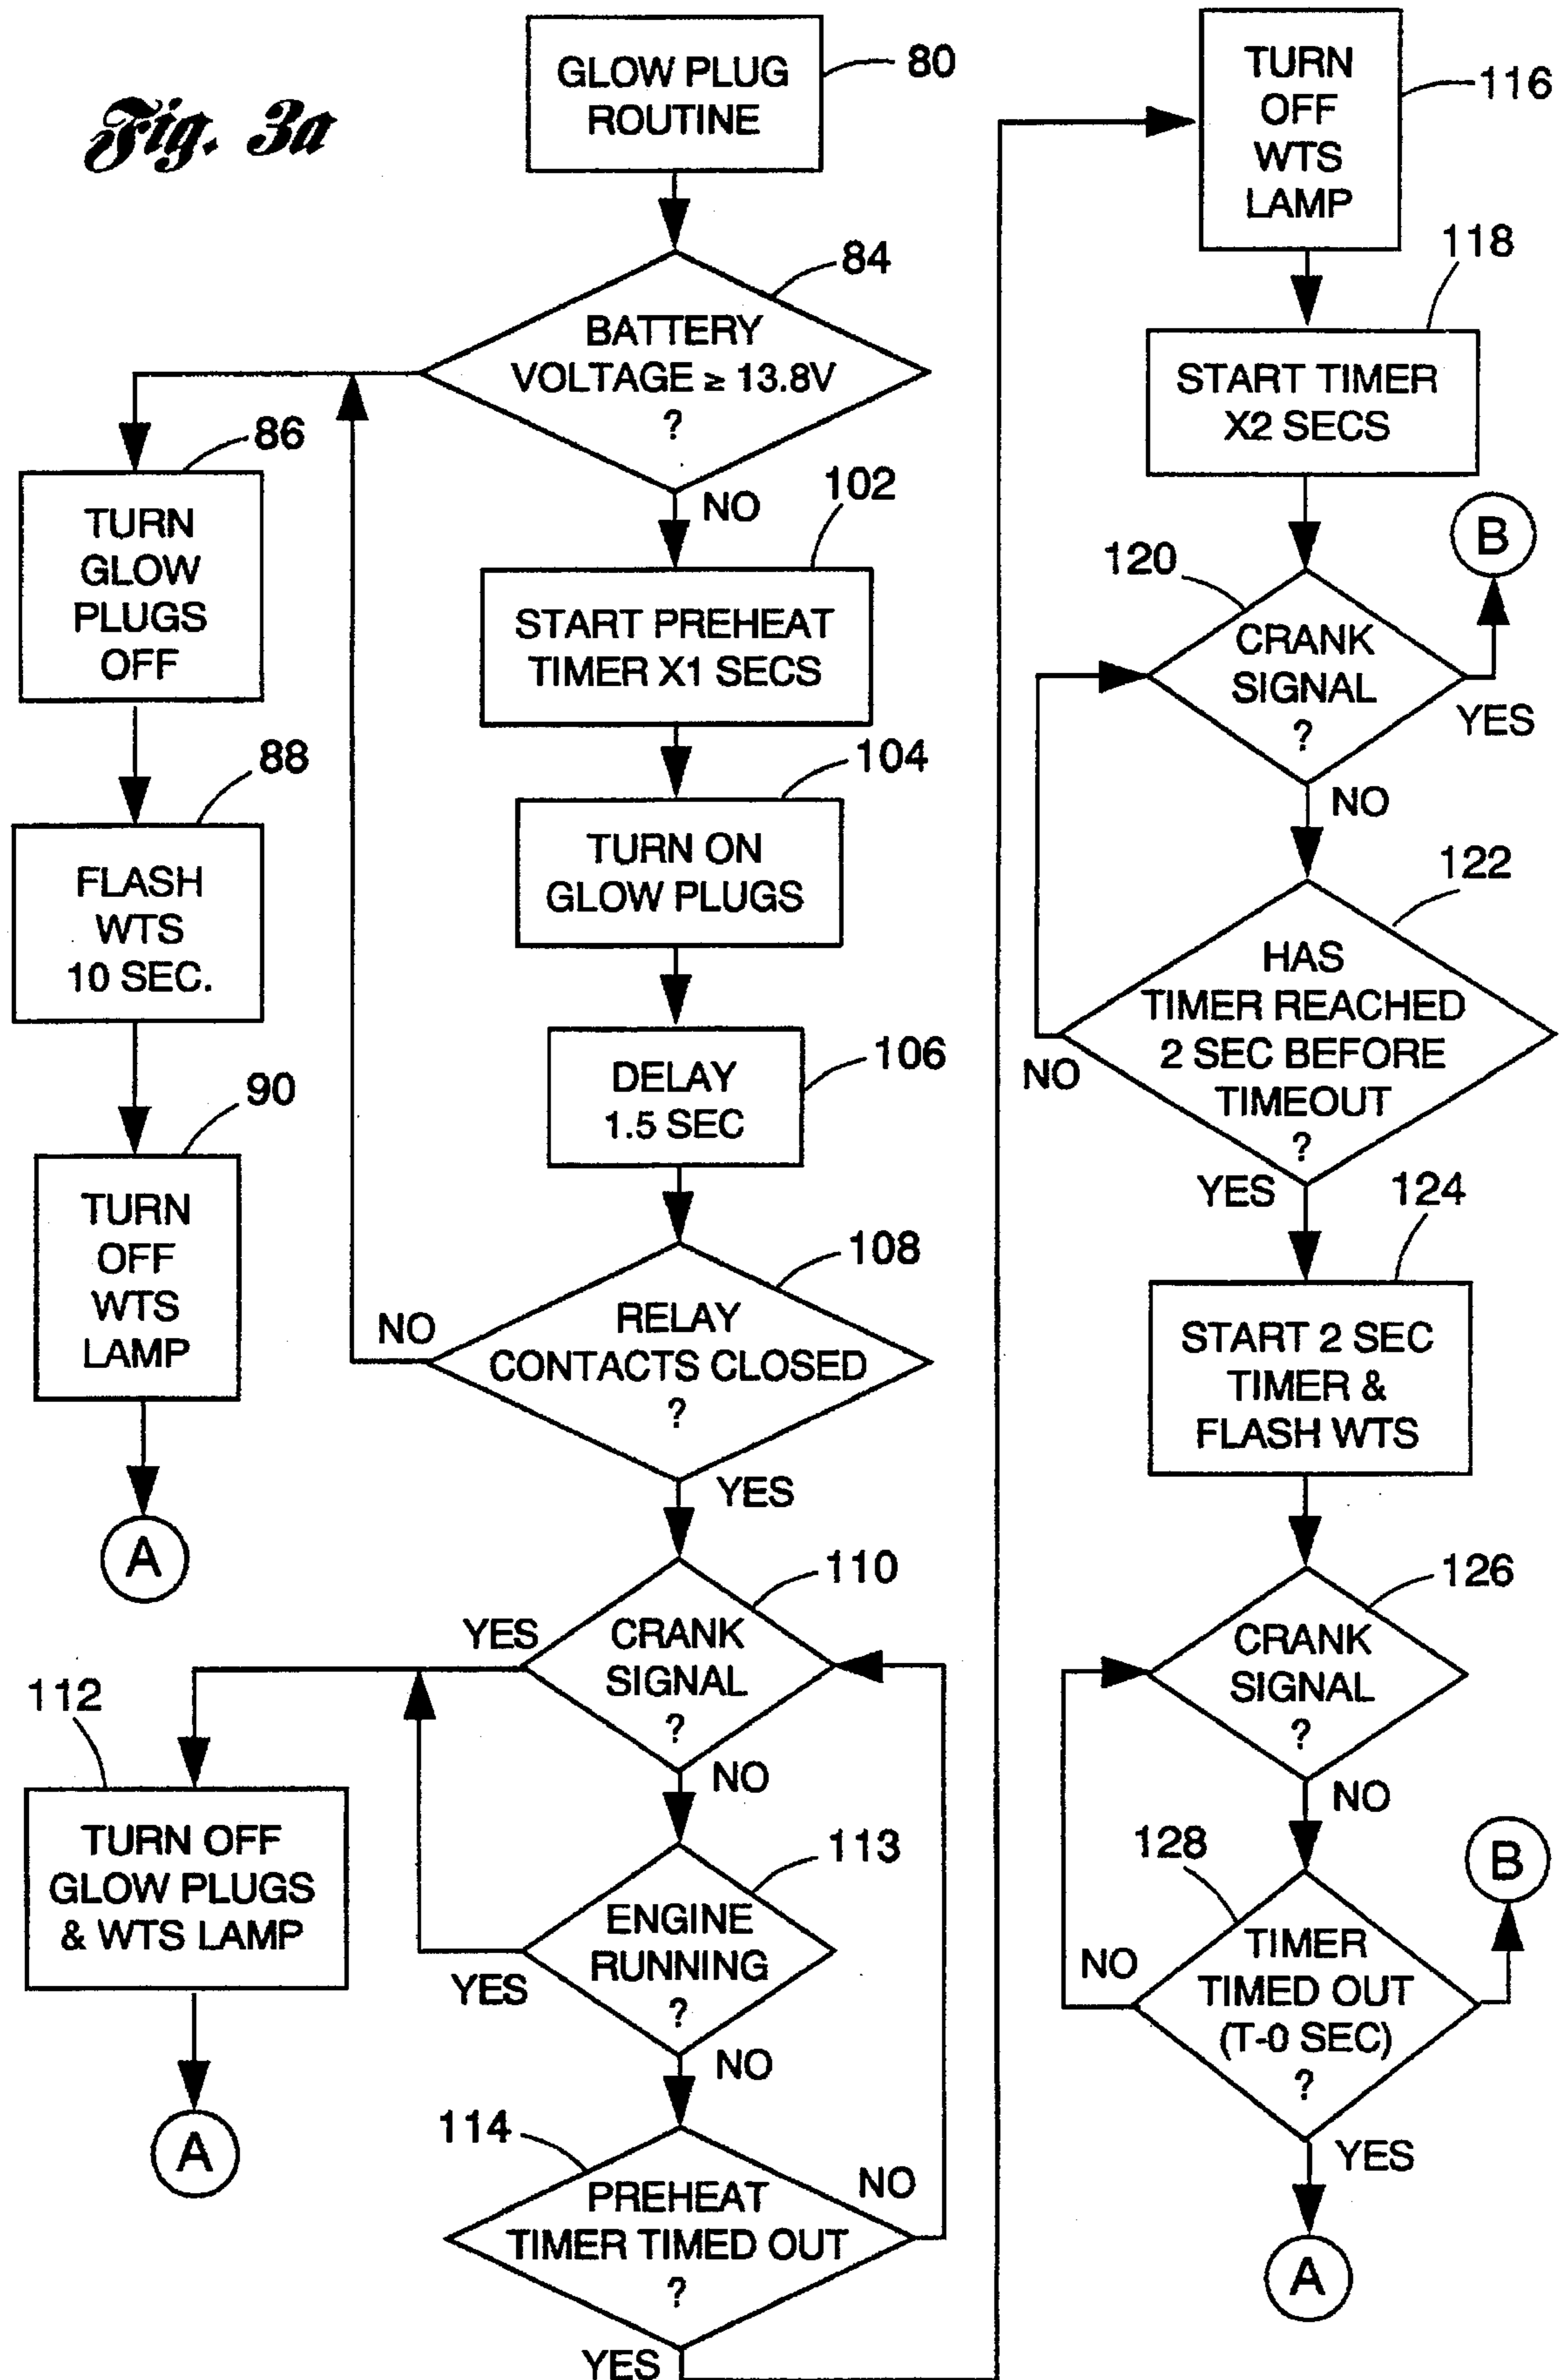 Fig. 3a
GLOW PLUG
ROUTINE
80
84
BATTERY
VOLTAGE ≥ 13.8V
?
NO
86
TURN
GLOW
PLUGS
OFF
88
FLASH
WTS
10 SEC.
90
TURN
OFF
WTS
LAMP
A
102
START PREHEAT
TIMER X1 SECS
104
TURN ON
GLOW PLUGS
106
DELAY
1.5 SEC
108
RELAY
CONTACTS CLOSED
?
NO
YES
110
CRANK
SIGNAL
?
YES
NO
112
TURN OFF
GLOW PLUGS
& WTS LAMP
A
113
ENGINE
RUNNING
?
YES
NO
114
PREHEAT
TIMER TIMED OUT
?
NO
YES
116
TURN
OFF
WTS
LAMP
118
START TIMER
X2 SECS
120
CRANK
SIGNAL
?
B
YES
NO
122
HAS
TIMER REACHED
2 SEC BEFORE
TIMEOUT
?
NO
YES
124
START 2 SEC
TIMER &
FLASH WTS
126
CRANK
SIGNAL
?
NO
128
TIMER
TIMED OUT
(T-0 SEC)
?
NO
B
YES
A